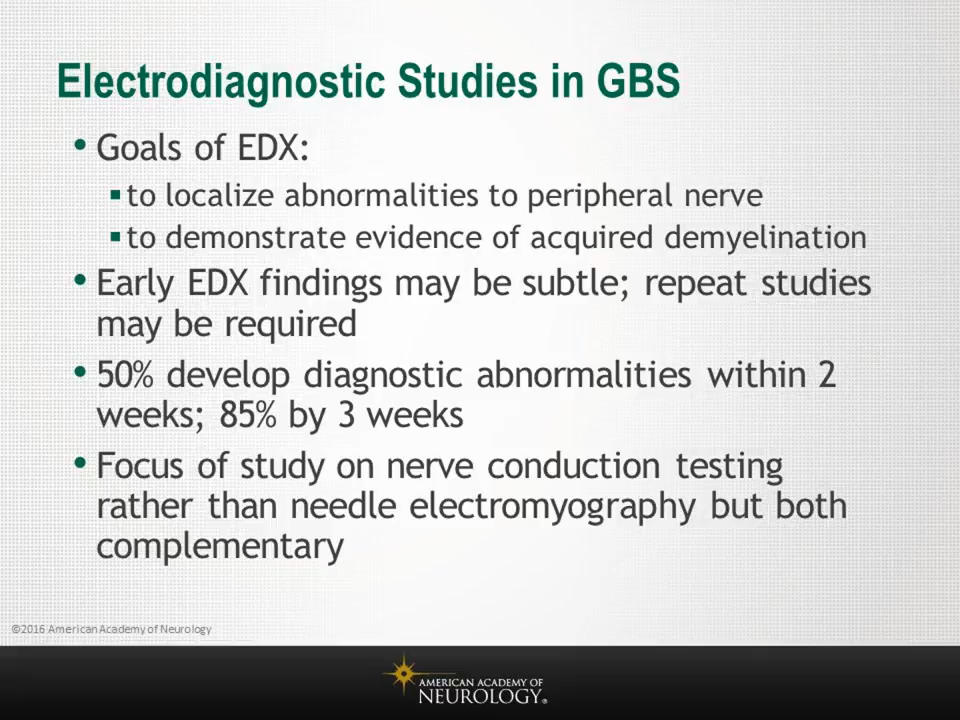 Electrodiagnostic Studies in GBS
• Goals of EDX:
▪ to localize abnormalities to peripheral nerve
▪ to demonstrate evidence of acquired demyelination
• Early EDX findings may be subtle; repeat studies
may be required
• 50% develop diagnostic abnormalities within 2
weeks; 85% by 3 weeks
• Focus of study on nerve conduction testing
rather than needle electromyography but both
complementary
©2016 American Academy of Neurology
AMERICAN ACADEMY OF
NEUROLOGY®